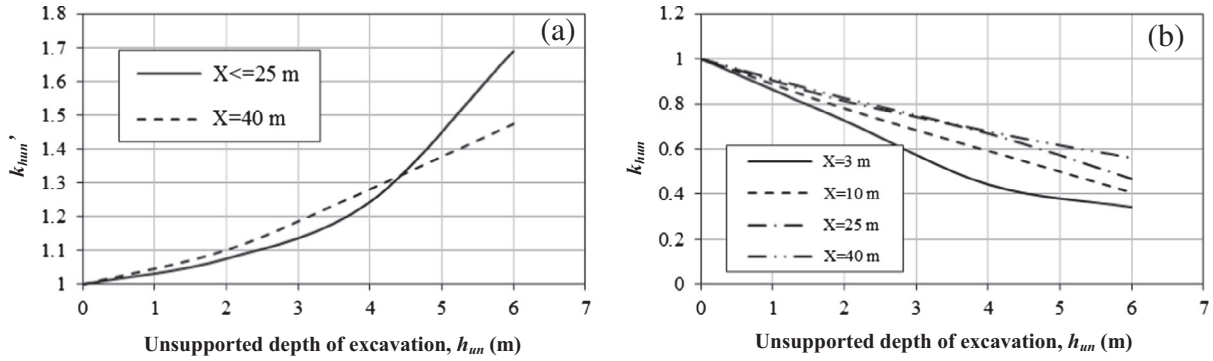 (a)
1.8
1.7
1.6
1.5
1.4
1.3
1.2
1.1
1
k_hun'
X<=25 m
X=40 m
0 1 2 3 4 5 6 7
Unsupported depth of excavation, h_un (m)
(b)
1.2
1
0.8
0.6
0.4
0.2
0
k_hun
X=3 m
X=10 m
X=25 m
X=40 m
0 1 2 3 4 5 6 7
Unsupported depth of excavation, h_un (m)